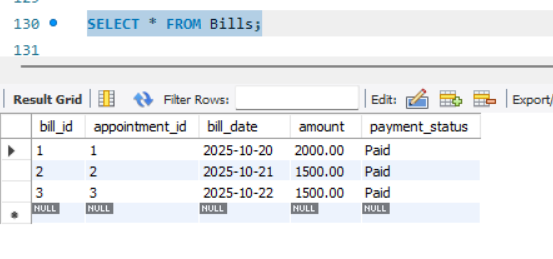 130 SELECT * FROM Bills;
131
Result Grid Filter Rows: Edit: Export/
bill_id appointment_id bill_date amount payment_status
1 1 2025-10-20 2000.00 Paid
2 2 2025-10-21 1500.00 Paid
3 3 2025-10-22 1500.00 Paid
NULL NULL NULL NULL NULL